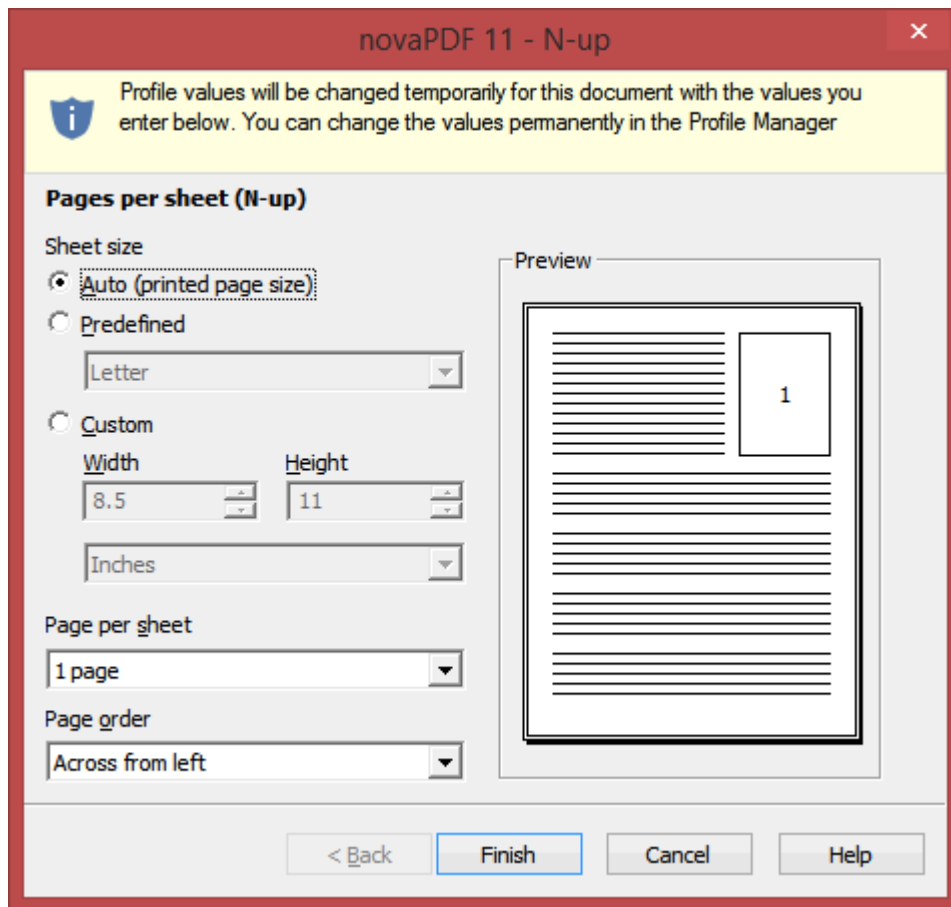 novaPDF 11 - N-up
Profile values will be changed temporarily for this document with the values you
enter below. You can change the values permanently in the Profile Manager
Pages per sheet (N-up)
Sheet size
Auto (printed page size)
Predefined
Letter
Custom
Width Height
8.5 11
Inches
Page per sheet
1 page
Page order
Across from left
Preview
1
< Back Finish Cancel Help